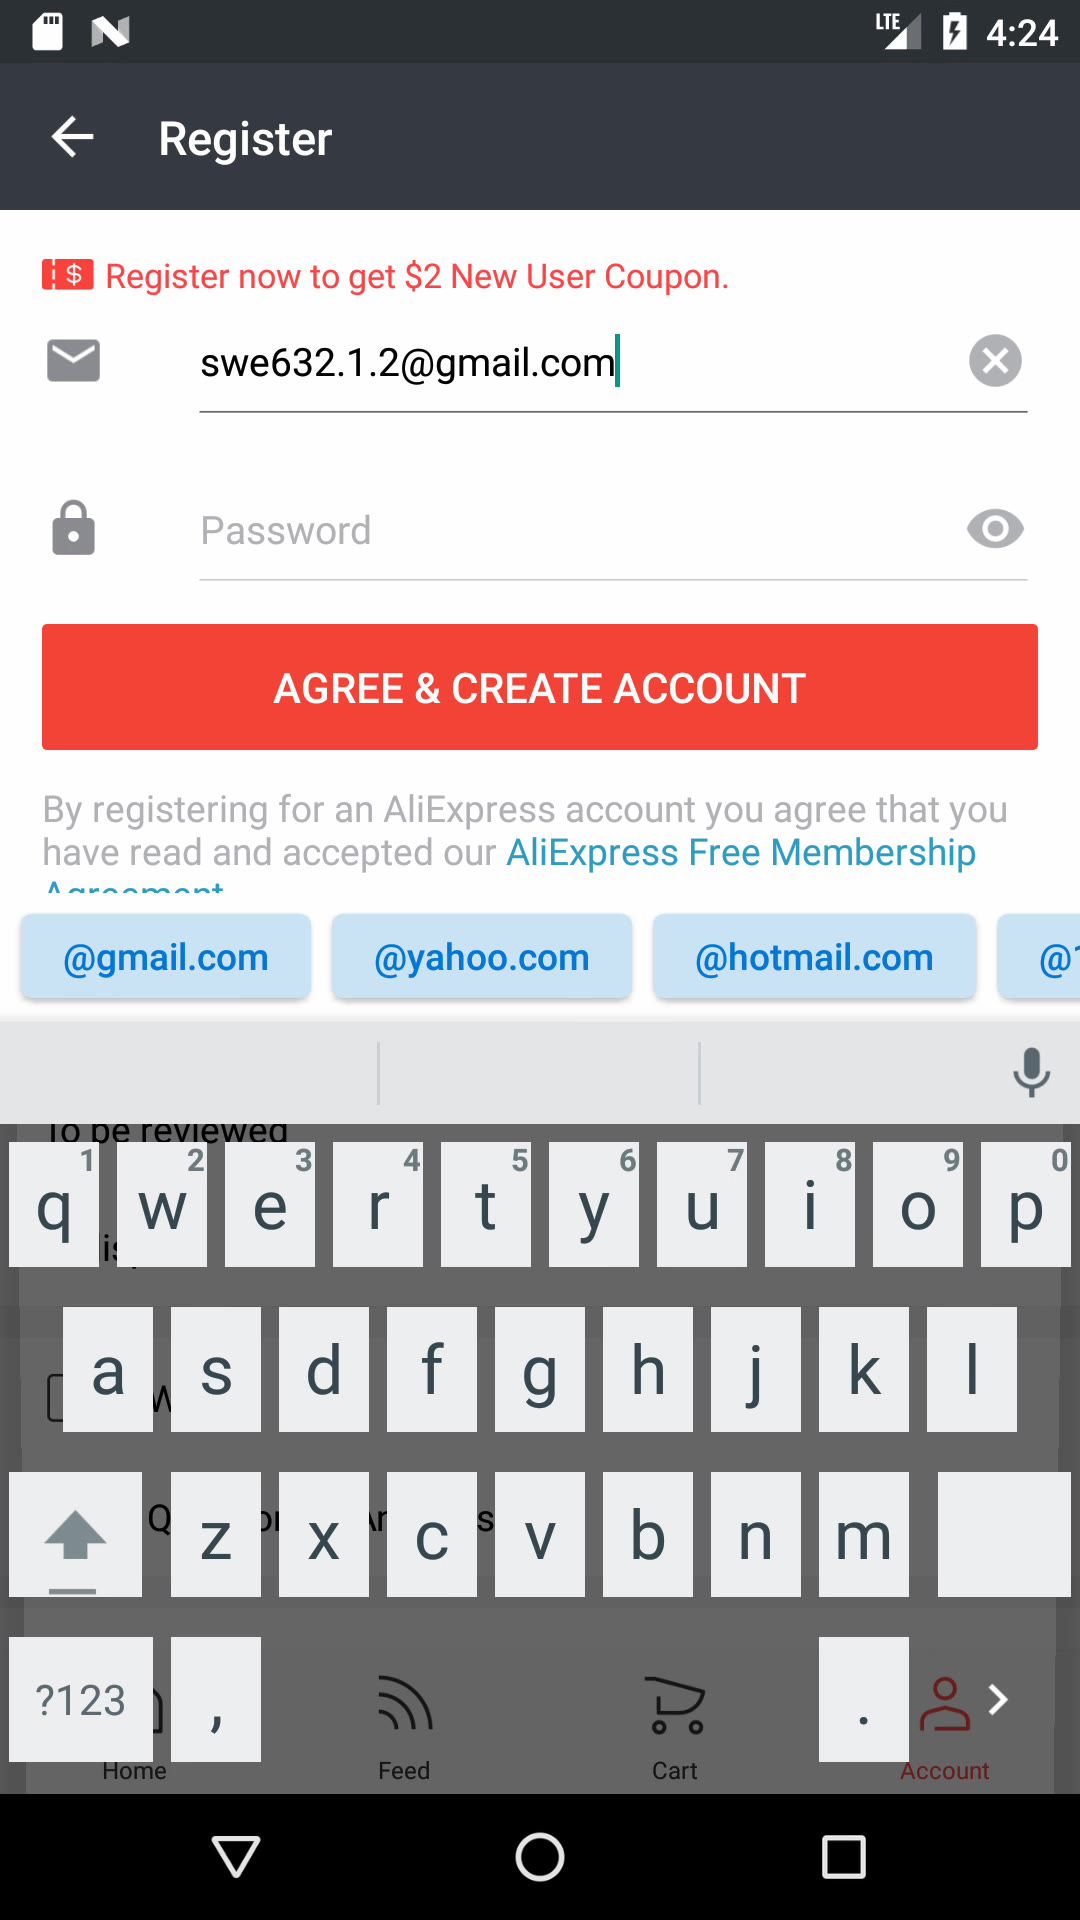 LTE 4:24
Register
Register now to get $2 New User Coupon.
swe632.1.2@gmail.com
Password
AGREE & CREATE ACCOUNT
By registering for an AliExpress account you agree that you
have read and accepted our AliExpress Free Membership
Agreement
@gmail.com @yahoo.com @hotmail.com
To be reviewed
1 2 3 4 5 6 7 8 9 0
q w e r t y u i o p
a s d f g h j k l
z x c v b n m
?123 , .
Home Feed Cart Account